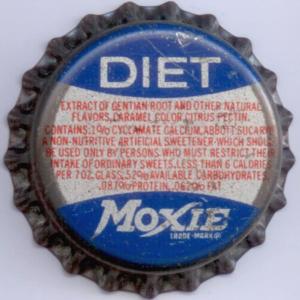 DIET
EXTRACT OF GENTIAN ROOT AND OTHER NATURAL
FLAVORS, CARAMEL COLOR, CITRUS PECTIN.
CONTAINS .19% CYCLAMATE CALCIUM, ABBOTT SUCARYL
A NON-NUTRITIVE ARTIFICIAL SWEETENER WHICH SHOULD
BE USED ONLY BY PERSONS WHO MUST RESTRICT THEIR
INTAKE OF ORDINARY SWEETS. LESS THAN 6 CALORIES
PER 7 OZ. GLASS, .52% AVAILABLE CARBOHYDRATES
.087% PROTEIN, .062% FAT.
MOXIE
TRADE-MARK ®